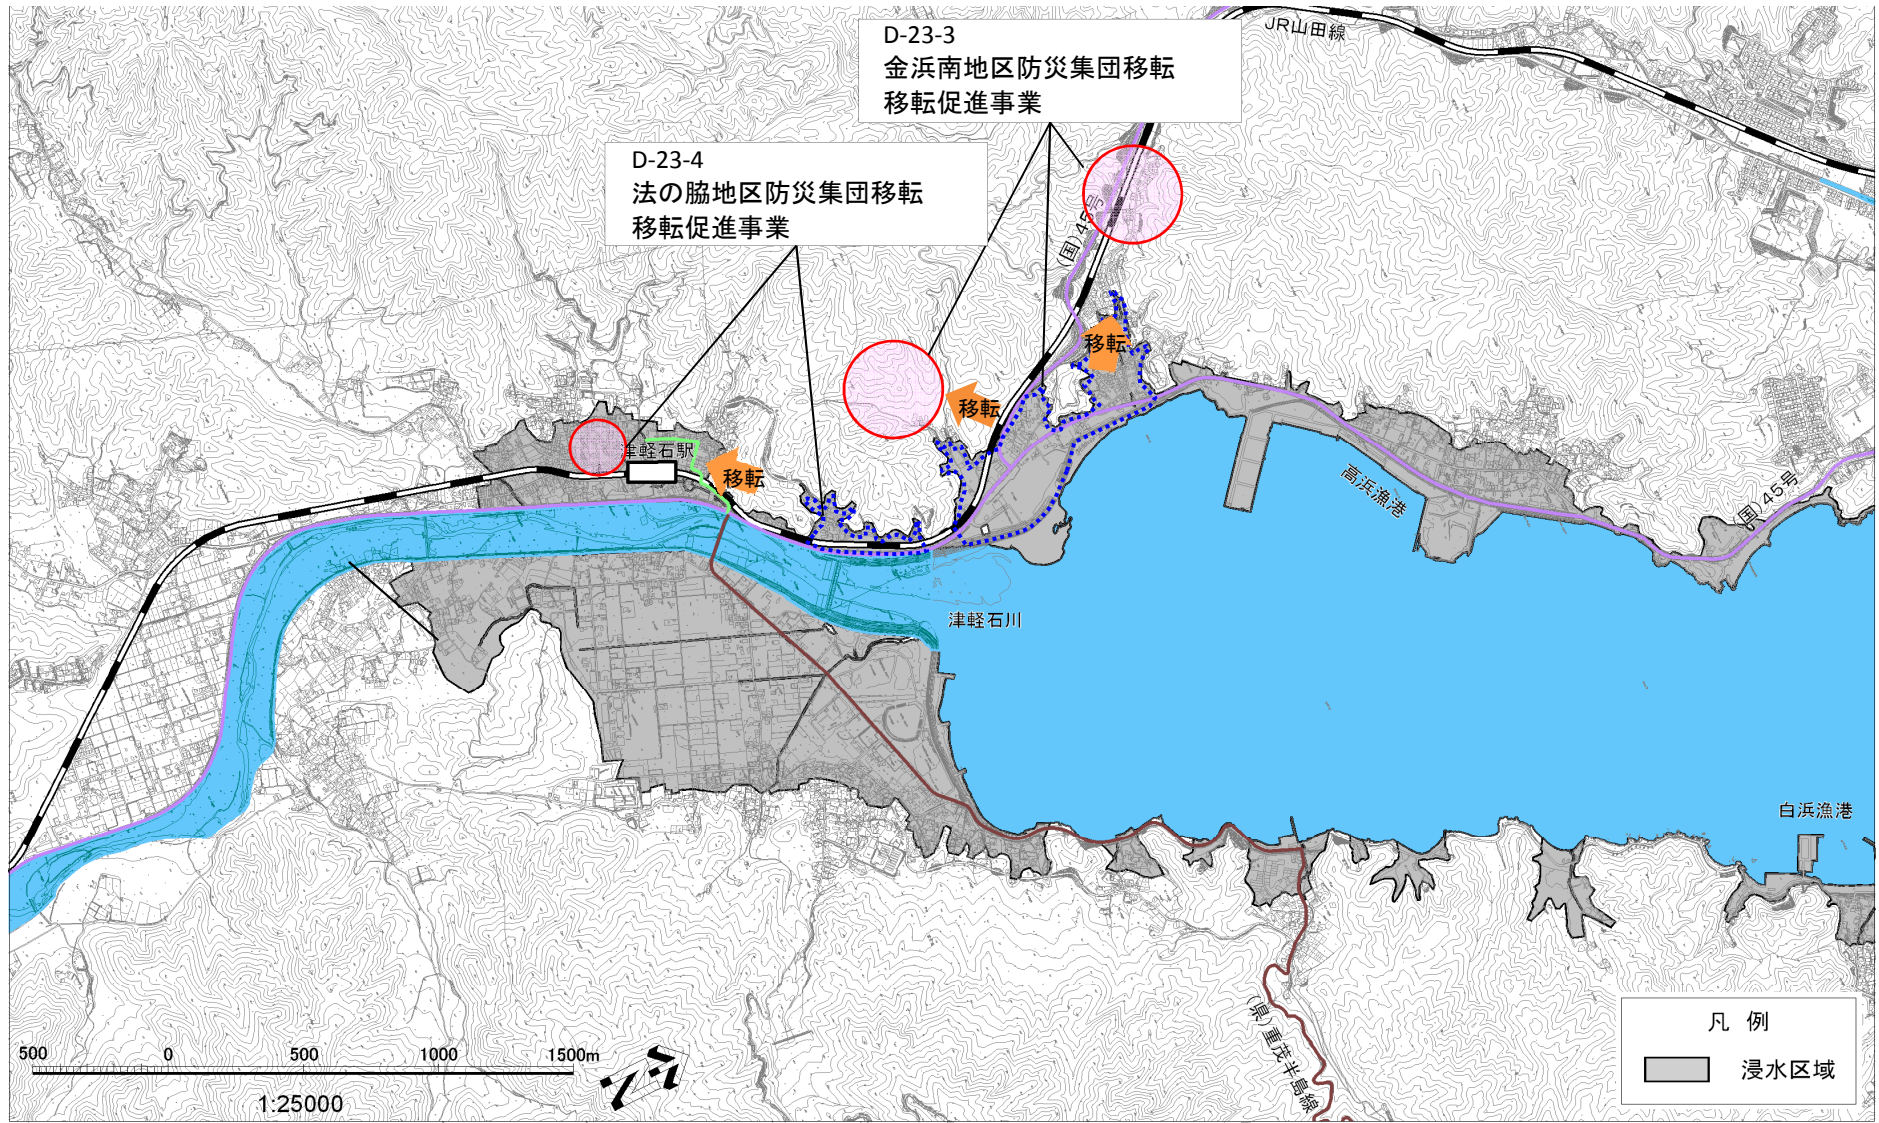 JR山田線
D-23-3
金浜南地区防災集団移転
移転促進事業
D-23-4
法の脇地区防災集団移転
移転促進事業
(国)45号
移転
移転
津軽石駅
移転
高浜漁港
(国)45号
津軽石川
白浜漁港
(県)重茂半島線
凡 例
浸水区域
500 0 500 1000 1500m
1:25000